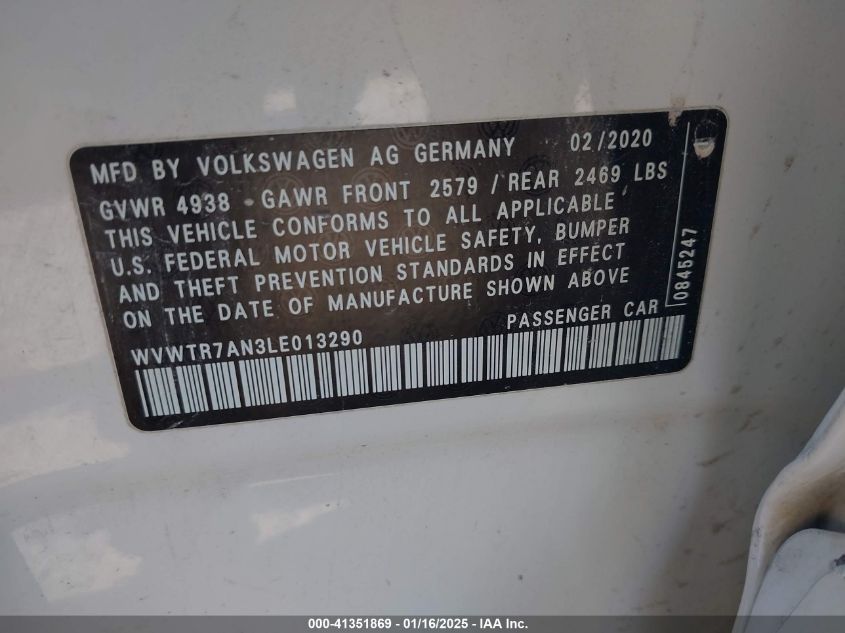 MFD BY VOLKSWAGEN AG GERMANY 02/2020
GVWR 4938 - GAWR FRONT 2579 / REAR 2469 LBS
THIS VEHICLE CONFORMS TO ALL APPLICABLE
U.S. FEDERAL MOTOR VEHICLE SAFETY, BUMPER
AND THEFT PREVENTION STANDARDS IN EFFECT
ON THE DATE OF MANUFACTURE SHOWN ABOVE
WVWTR7AN3LE013290 PASSENGER CAR
0845247
000-41351869 - 01/16/2025 - IAA Inc.